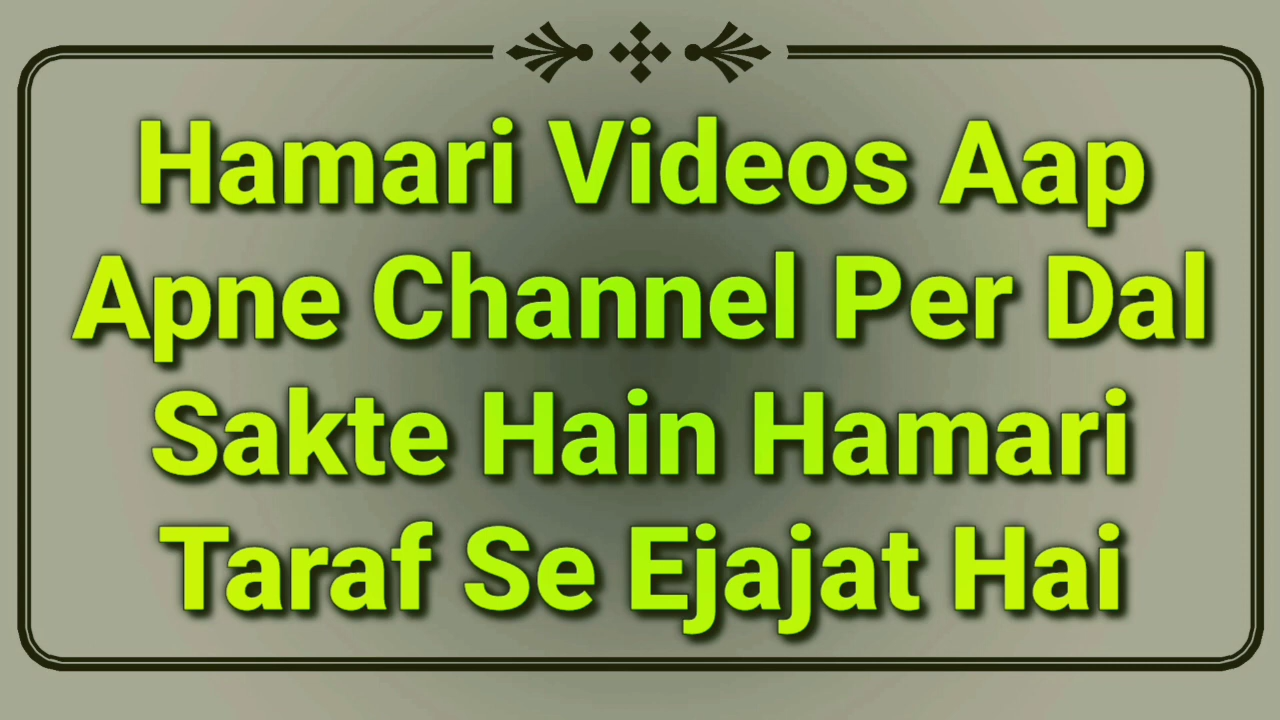 Hamari Videos Aap
Apne Channel Per Dal
Sakte Hain Hamari
Taraf Se Ejajat Hai